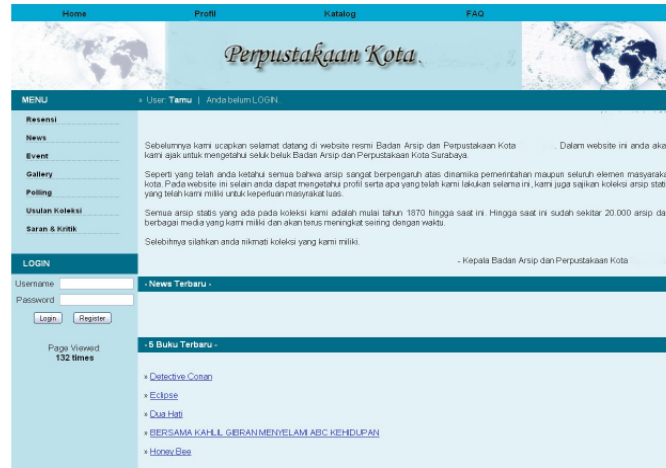 Home Profil Katalog FAQ
Perpustakaan Kota
MENU
» User: Tamu | Anda belum LOGIN..
Resensi
News
Event
Gallery
Polling
Usulan Koleksi
Saran & Kritik
Sebelumnya kami ucapkan selamat datang di website resmi Badan Arsip dan Perpustakaan Kota . Dalam website ini anda aka
kami ajak untuk mengetahui seluk beluk Badan Arsip dan Perpustakaan Kota Surabaya.
Seperti yang telah anda ketahui semua bahwa arsip sangat berpengaruh atas dinamika pemerintahan maupun seluruh elemen masyaraka
kota. Pada website ini selain anda dapat mengetahui profil serta apa yang telah kami lakukan selama ini, kami juga sajikan koleksi arsip stati
yang telah kami miliki untuk keperluan masyrakat luas.
Semua arsip statis yang ada pada koleksi kami adalah mulai tahun 1870 hingga saat ini. Hingga saat ini sudah sekitar 20.000 arsip da
berbagai media yang kami miliki dan akan terus meningkat seiring dengan waktu.
Selebihnya silahkan anda nikmati koleksi yang kami miliki.
- Kepala Badan Arsip dan Perpustakaan Kota
LOGIN
Username
Password
Login Register
Page Viewed:
132 times
- News Terbaru -
- 5 Buku Terbaru -
» Detective Conan
» Eclipse
» Dua Hati
» BERSAMA KAHLIL GIBRAN MENYELAMI ABC KEHIDUPAN
» Honey Bee